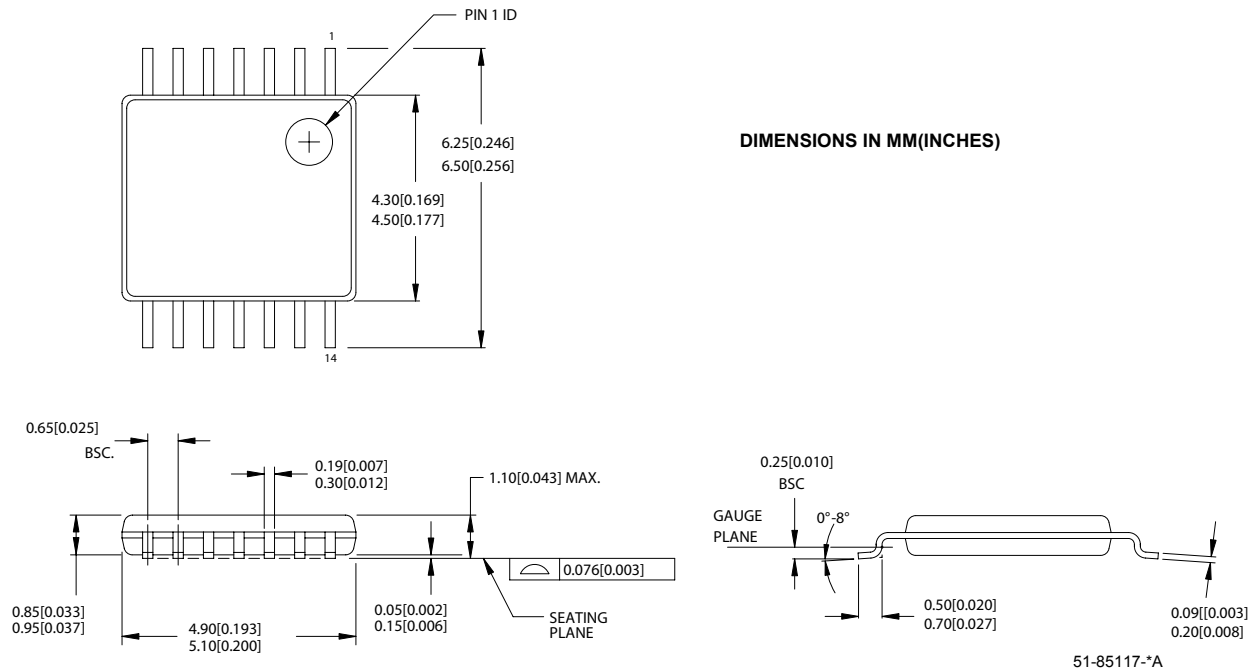 PIN 1 ID
1
6.25[0.246]
6.50[0.256]
DIMENSIONS IN MM(INCHES)
4.30[0.169]
4.50[0.177]
14
0.65[0.025]
BSC.
0.19[0.007]
0.30[0.012]
1.10[0.043] MAX.
0.85[0.033]
0.95[0.037]
4.90[0.193]
5.10[0.200]
0.05[0.002]
0.15[0.006]
SEATING
PLANE
0.076[0.003]
0.25[0.010]
BSC
GAUGE
PLANE
0°-8°
0.50[0.020]
0.70[0.027]
0.09[[0.003]
0.20[0.008]
51-85117-*A